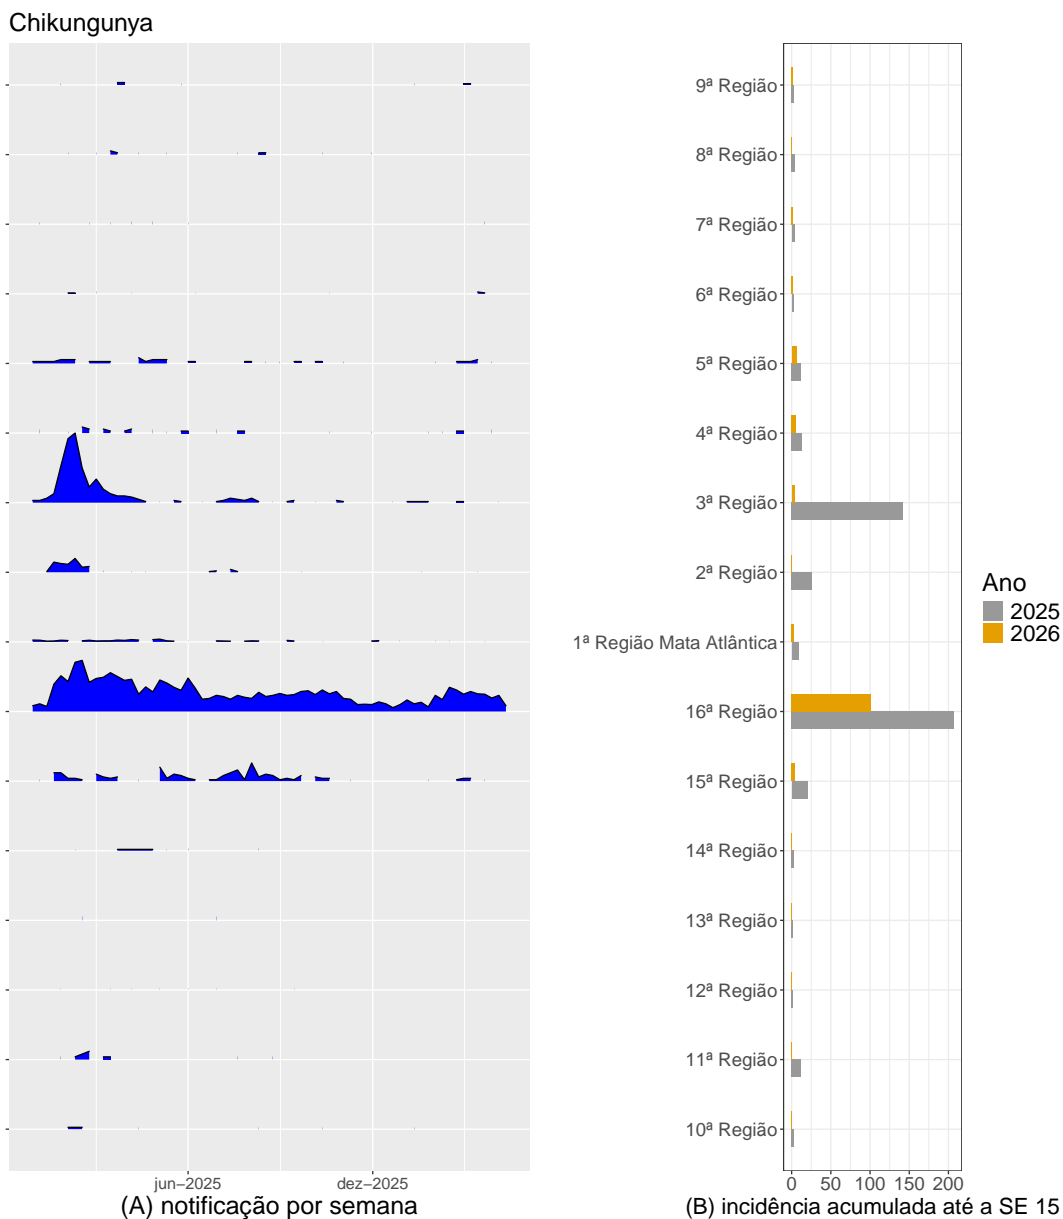 Chikungunya
9ª Região
8ª Região
7ª Região
6ª Região
5ª Região
4ª Região
3ª Região
2ª Região
1ª Região Mata Atlântica
16ª Região
15ª Região
14ª Região
13ª Região
12ª Região
11ª Região
10ª Região
Ano
2025
2026
jun−2025 dez−2025
0 50 100 150 200
(A) notificação por semana
(B) incidência acumulada até a SE 15